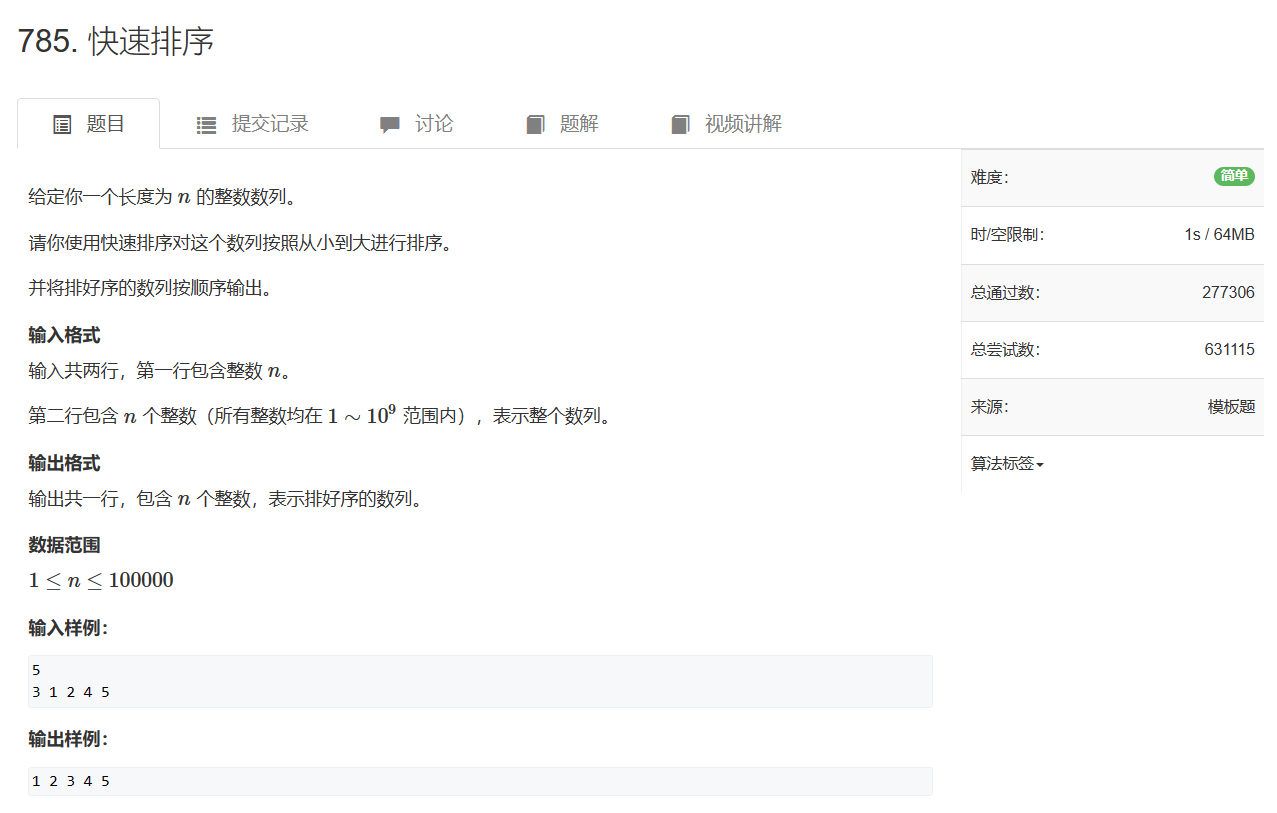 785. 快速排序
题目 提交记录 讨论 题解 视频讲解
给定你一个长度为 n 的整数数列。
请你使用快速排序对这个数列按照从小到大进行排序。
并将排好序的数列按顺序输出。
输入格式
输入共两行，第一行包含整数 n。
第二行包含 n 个整数（所有整数均在 1 ∼ 10⁹ 范围内），表示整个数列。
输出格式
输出共一行，包含 n 个整数，表示排好序的数列。
数据范围
1 ≤ n ≤ 100000
输入样例：
5
3 1 2 4 5
输出样例：
1 2 3 4 5
难度： 简单
时/空限制： 1s / 64MB
总通过数： 277306
总尝试数： 631115
来源： 模板题
算法标签